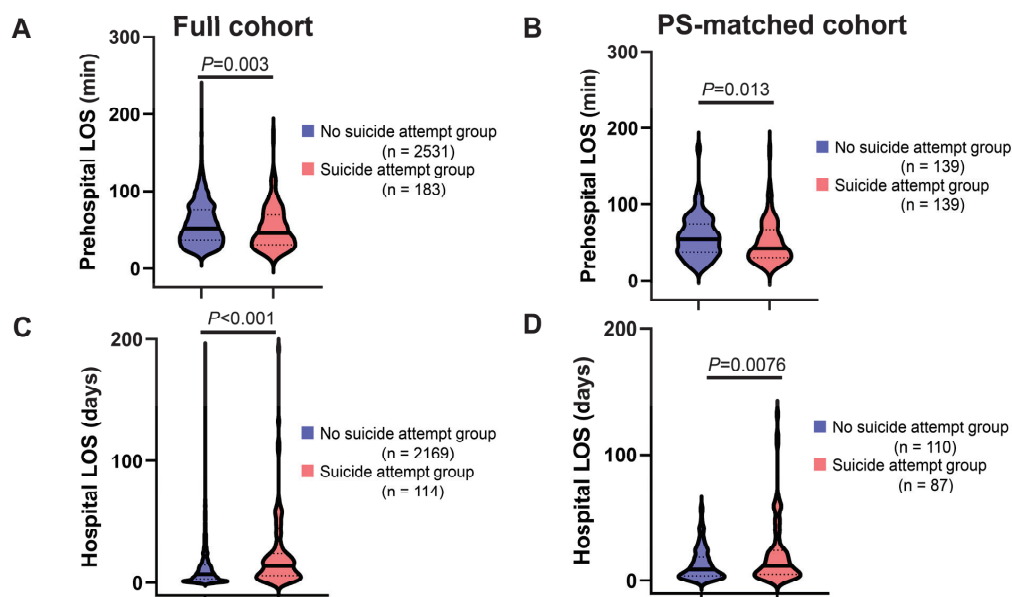 A
Full cohort
300
200
100
0
Prehospital LOS (min)
P=0.003
No suicide attempt group
(n = 2531)
Suicide attempt group
(n = 183)
B
PS-matched cohort
300
200
100
0
Prehospital LOS (min)
P=0.013
No suicide attempt group
(n = 139)
Suicide attempt group
(n = 139)
C
200
100
0
Hospital LOS (days)
P<0.001
No suicide attempt group
(n = 2169)
Suicide attempt group
(n = 114)
D
200
100
0
Hospital LOS (days)
P=0.0076
No suicide attempt group
(n = 110)
Suicide attempt group
(n = 87)